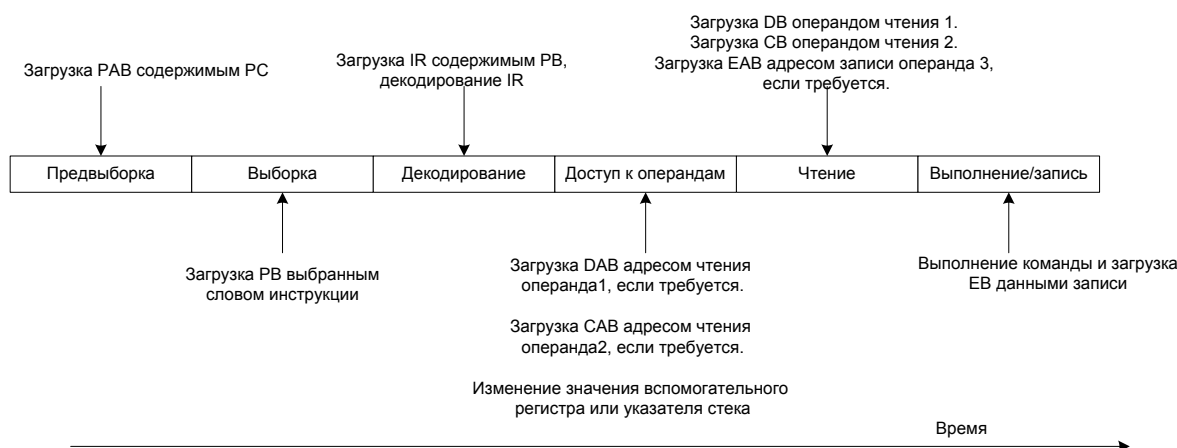 Загрузка DB операндом чтения 1.
Загрузка CB операндом чтения 2.
Загрузка EAB адресом записи операнда 3,
если требуется.
Загрузка IR содержимым PB,
декодирование IR
Загрузка PAB содержимым PC
Предвыборка
Выборка
Декодирование
Доступ к операндам
Чтение
Выполнение/запись
Загрузка PB выбранным
словом инструкции
Загрузка DAB адресом чтения
операнда1, если требуется.
Загрузка CAB адресом чтения
операнда2, если требуется.
Изменение значения вспомогательного
регистра или указателя стека
Выполнение команды и загрузка
EB данными записи
Время